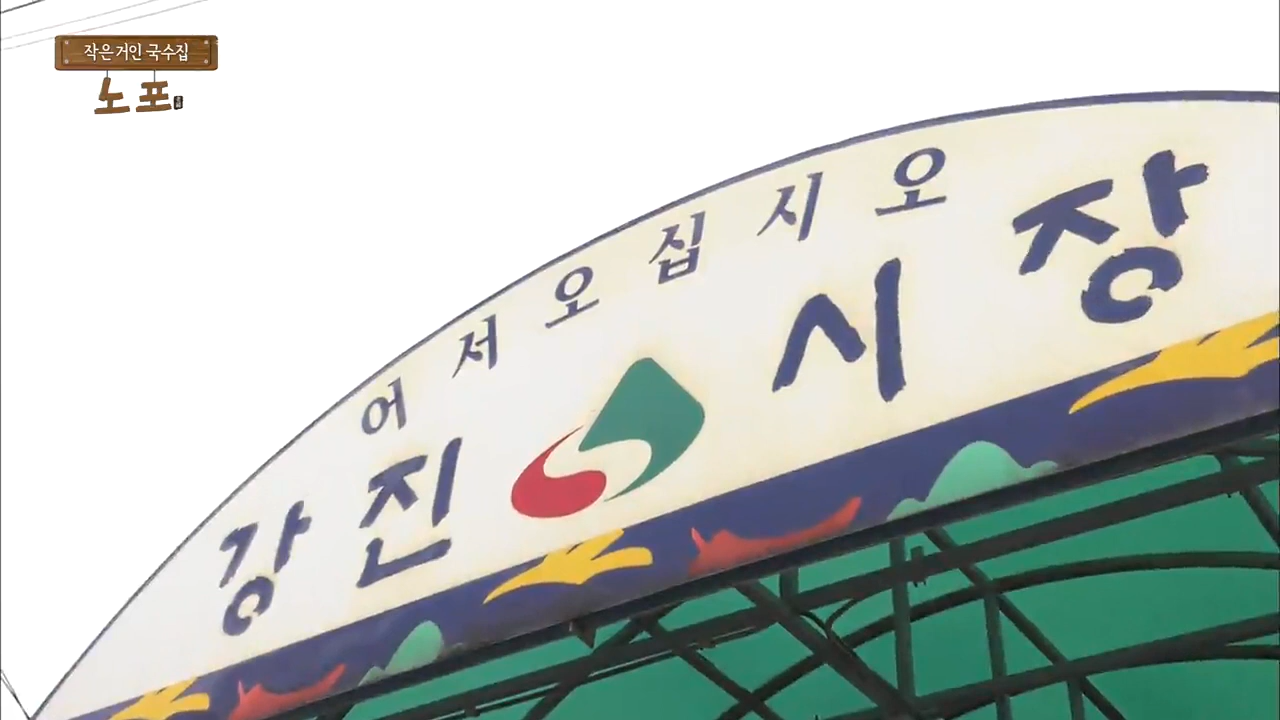 작은거인 국수집
노포
어서오십시오
강진 시장